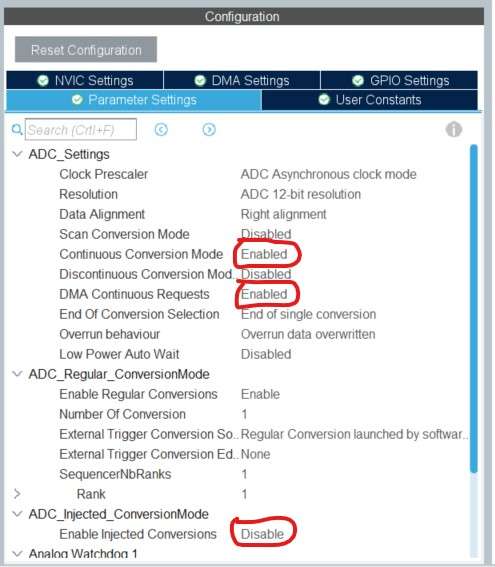 Configuration
Reset Configuration
NVIC Settings DMA Settings GPIO Settings
Parameter Settings User Constants
Search (Crtl+F)
ADC_Settings
Clock Prescaler ADC Asynchronous clock mode
Resolution ADC 12-bit resolution
Data Alignment Right alignment
Scan Conversion Mode Disabled
Continuous Conversion Mode Enabled
Discontinuous Conversion Mod.. Disabled
DMA Continuous Requests Enabled
End Of Conversion Selection End of single conversion
Overrun behaviour Overrun data overwritten
Low Power Auto Wait Disabled
ADC_Regular_ConversionMode
Enable Regular Conversions Enable
Number Of Conversion 1
External Trigger Conversion So.. Regular Conversion launched by softwar..
External Trigger Conversion Ed.. None
SequencerNbRanks 1
Rank 1
ADC_Injected_ConversionMode
Enable Injected Conversions Disable
Analog Watchdog 1